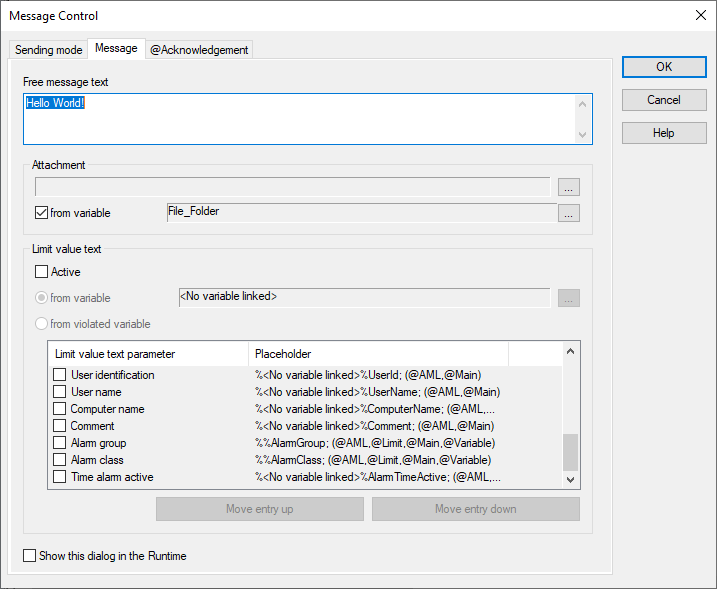 Message Control
Sending mode Message @Acknowledgement
OK
Cancel
Help
Free message text
Hello World!
Attachment
...
from variable File_Folder ...
Limit value text
Active
from variable <No variable linked> ...
from violated variable
Limit value text parameter Placeholder
User identification %<No variable linked>%UserId; (@AML,@Main)
User name %<No variable linked>%UserName; (@AML,@Main)
Computer name %<No variable linked>%ComputerName; (@AML,...
Comment %<No variable linked>%Comment; (@AML,@Main)
Alarm group %%AlarmGroup; (@AML,@Limit,@Main,@Variable)
Alarm class %%AlarmClass; (@AML,@Limit,@Main,@Variable)
Time alarm active %<No variable linked>%AlarmTimeActive; (@AML,...
Move entry up Move entry down
Show this dialog in the Runtime